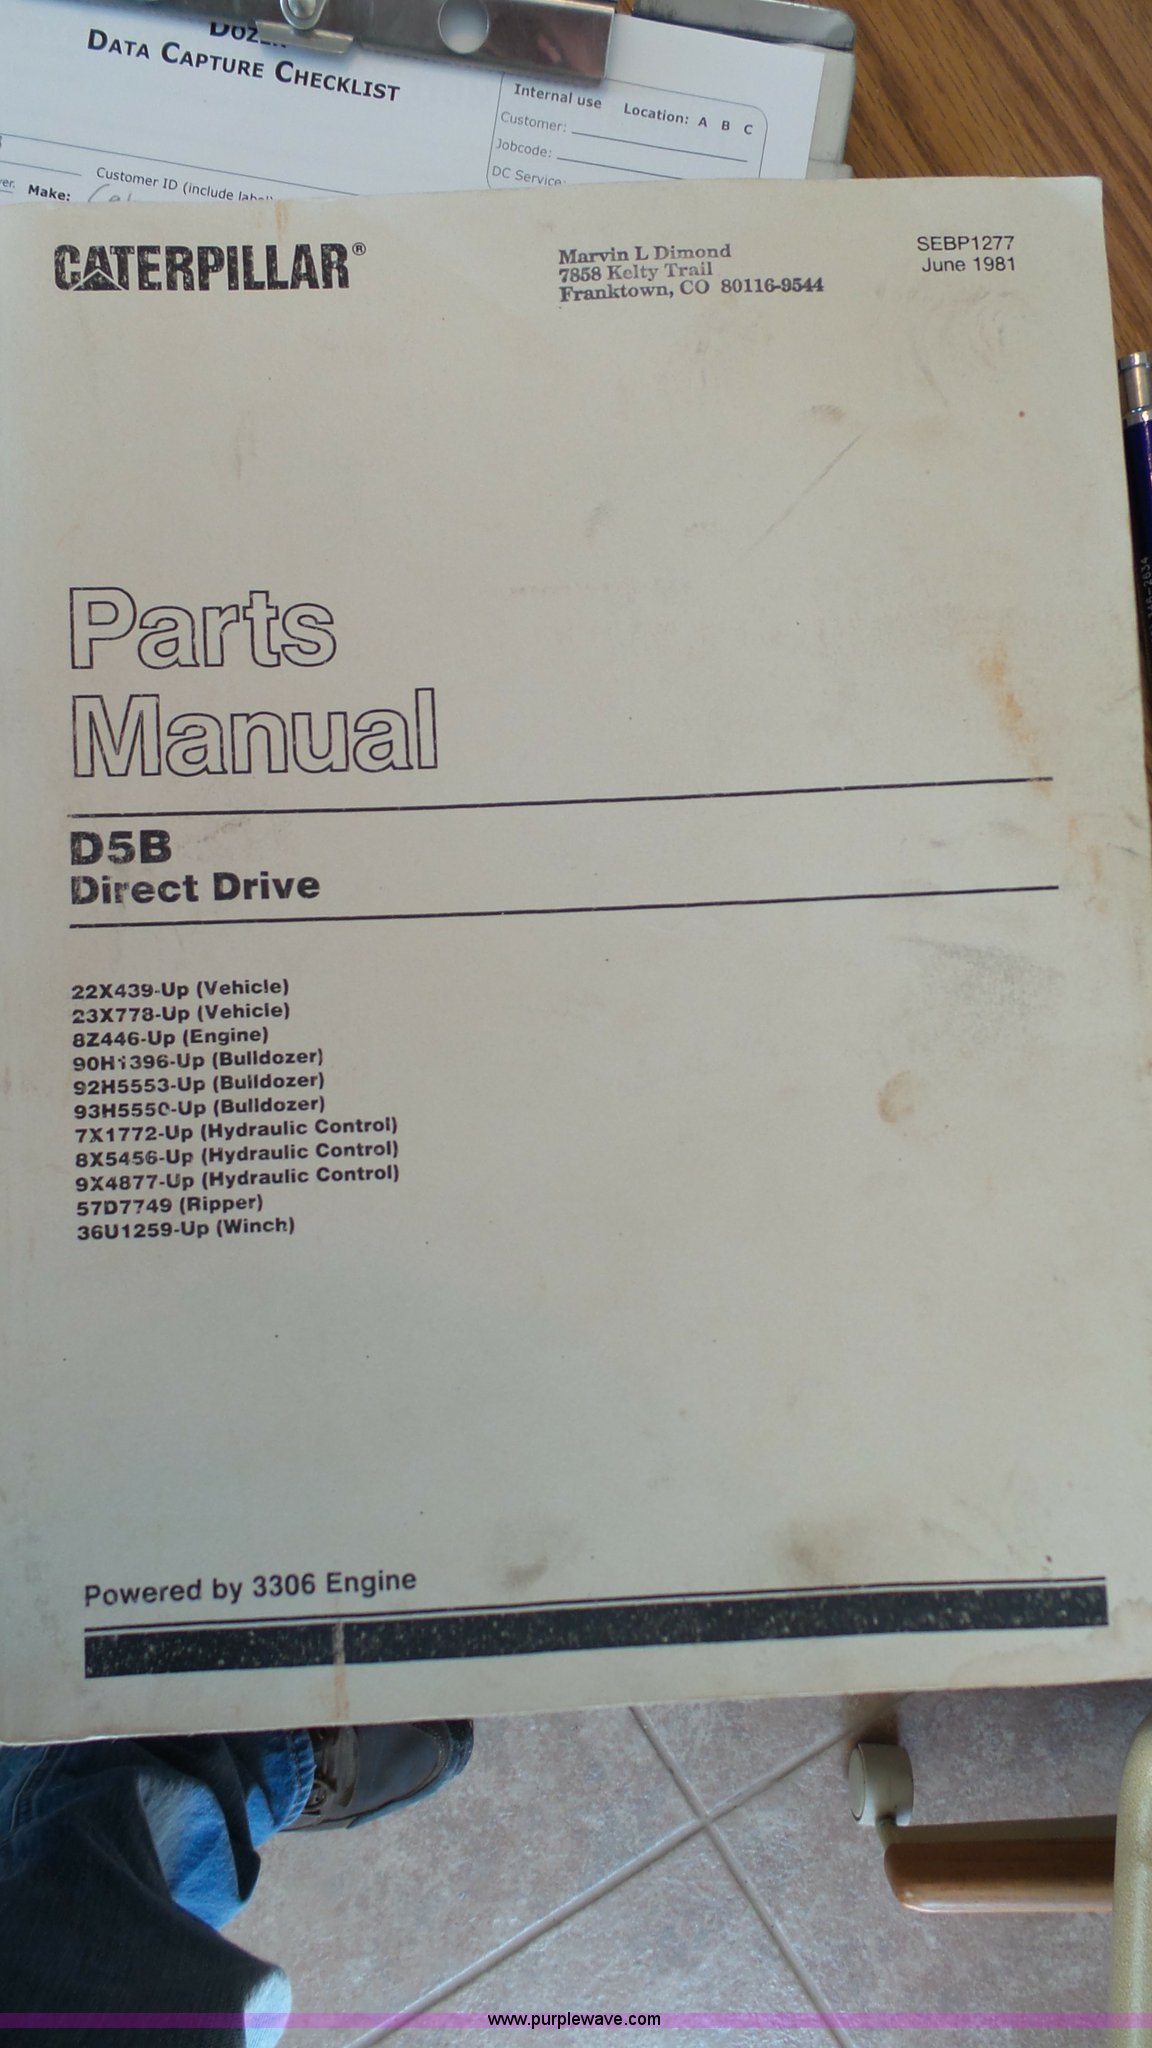 DATA CAPTURE CHECKLIST
Internal use Location: A B C
Customer:
Jobcode:
DC Service:
Customer ID (include
Make:
CATERPILLAR®
Marvin L Dimond
7858 Kelty Trail
Franktown, CO 80116-9544
SEBP1277
June 1981
Parts
Manual
D5B
Direct Drive
22X439-Up (Vehicle)
23X778-Up (Vehicle)
8Z446-Up (Engine)
90H1396-Up (Bulldozer)
92H5553-Up (Bulldozer)
93H5550-Up (Bulldozer)
7X1772-Up (Hydraulic Control)
8X5456-Up (Hydraulic Control)
9X4877-Up (Hydraulic Control)
57D7749 (Ripper)
36U1259-Up (Winch)
Powered by 3306 Engine
www.purplewave.com